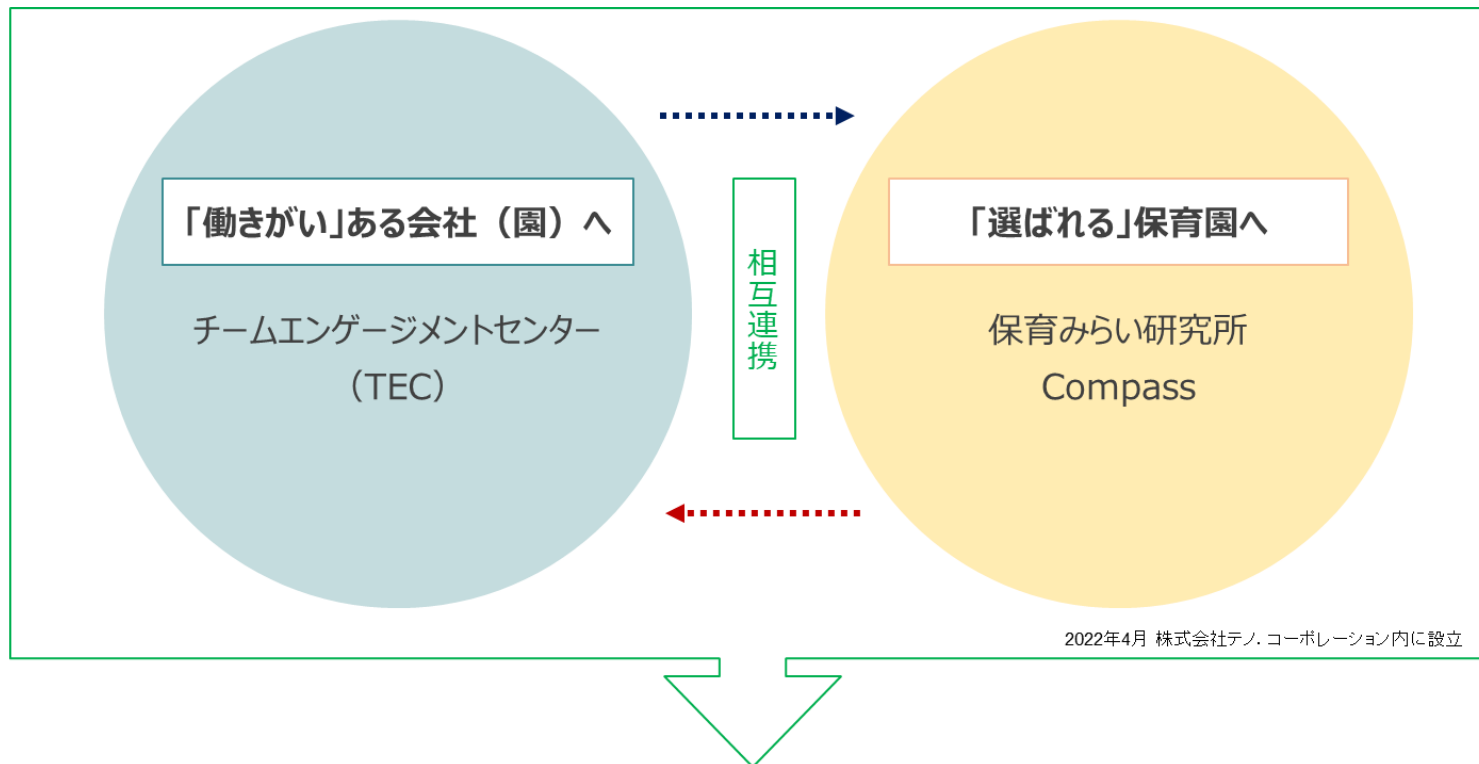 「働きがい」ある会社（園）へ
チームエンゲージメントセンター
（TEC）
相互連携
「選ばれる」保育園へ
保育みらい研究所
Compass
2022年4月 株式会社テノ．コーポレーション内に設立